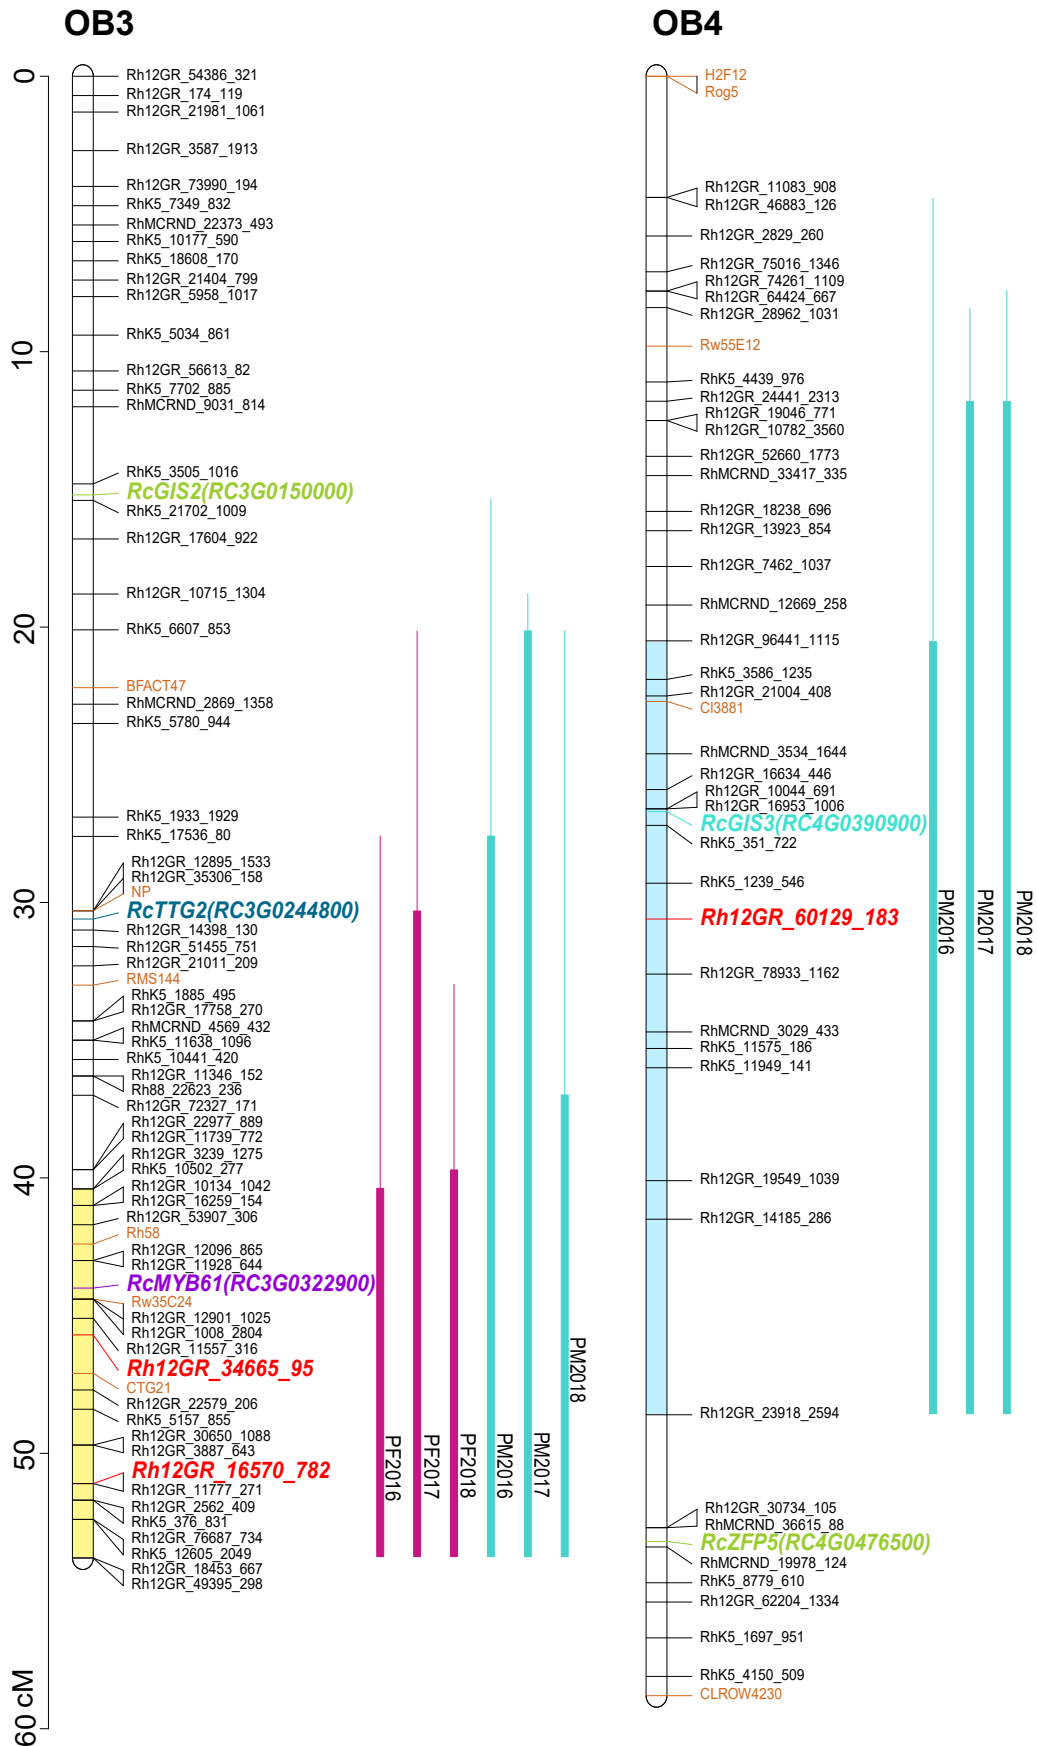 OB3
OB4
0
10
20
30
40
50
60 cM
Rh12GR_54386_321
Rh12GR_174_119
Rh12GR_21981_1061
Rh12GR_3587_1913
Rh12GR_73990_194
RhK5_7349_832
RhMCRND_22373_493
RhK5_10177_590
RhK5_18608_170
Rh12GR_21404_799
Rh12GR_5958_1017
RhK5_5034_861
Rh12GR_56613_82
RhK5_7702_885
RhMCRND_9031_814
RhK5_3505_1016
RcGIS2(RC3G0150000)
RhK5_21702_1009
Rh12GR_17604_922
Rh12GR_10715_1304
RhK5_6607_853
BFACT47
RhMCRND_2869_1358
RhK5_5780_944
RhK5_1933_1929
RhK5_17536_80
Rh12GR_12895_1533
Rh12GR_35306_158
NP
RcTTG2(RC3G0244800)
Rh12GR_14398_130
Rh12GR_51455_751
Rh12GR_21011_209
RMS144
RhK5_1885_495
Rh12GR_17758_270
RhMCRND_4569_432
RhK5_11638_1096
RhK5_10441_420
Rh12GR_11346_152
Rh88_22623_236
Rh12GR_72327_171
Rh12GR_22977_889
Rh12GR_11739_772
Rh12GR_3239_1275
RhK5_10502_277
Rh12GR_10134_1042
Rh12GR_16259_154
Rh12GR_53907_306
Rh58
Rh12GR_12096_865
Rh12GR_11928_644
RcMYB61(RC3G0322900)
Rw35C24
Rh12GR_12901_1025
Rh12GR_1008_2804
Rh12GR_11557_316
Rh12GR_34665_95
CTG21
Rh12GR_22579_206
RhK5_5157_855
Rh12GR_30650_1088
Rh12GR_3887_643
Rh12GR_16570_782
Rh12GR_11777_271
Rh12GR_2562_409
RhK5_376_831
Rh12GR_76687_734
RhK5_12605_2049
Rh12GR_18453_667
Rh12GR_49395_298
PF2016
PF2017
PF2018
PM2016
PM2017
PM2018
H2F12
Rog5
Rh12GR_11083_908
Rh12GR_46883_126
Rh12GR_2829_260
Rh12GR_75016_1346
Rh12GR_74261_1109
Rh12GR_64424_667
Rh12GR_28962_1031
Rw55E12
RhK5_4439_976
Rh12GR_24441_2313
Rh12GR_19046_771
Rh12GR_10782_3560
Rh12GR_52660_1773
RhMCRND_33417_335
Rh12GR_18238_696
Rh12GR_13923_854
Rh12GR_7462_1037
RhMCRND_12669_258
Rh12GR_96441_1115
RhK5_3586_1235
Rh12GR_21004_408
Cl3881
RhMCRND_3534_1644
Rh12GR_16634_446
Rh12GR_10044_691
Rh12GR_16953_1006
RcGIS3(RC4G0390900)
RhK5_351_722
RhK5_1239_546
Rh12GR_60129_183
Rh12GR_78933_1162
RhMCRND_3029_433
RhK5_11575_186
RhK5_11949_141
Rh12GR_19549_1039
Rh12GR_14185_286
Rh12GR_23918_2594
Rh12GR_30734_105
RhMCRND_36615_88
RcZFP5(RC4G0476500)
RhMCRND_19978_124
RhK5_8779_610
Rh12GR_62204_1334
RhK5_1697_951
RhK5_4150_509
CLROW4230
PM2016
PM2017
PM2018